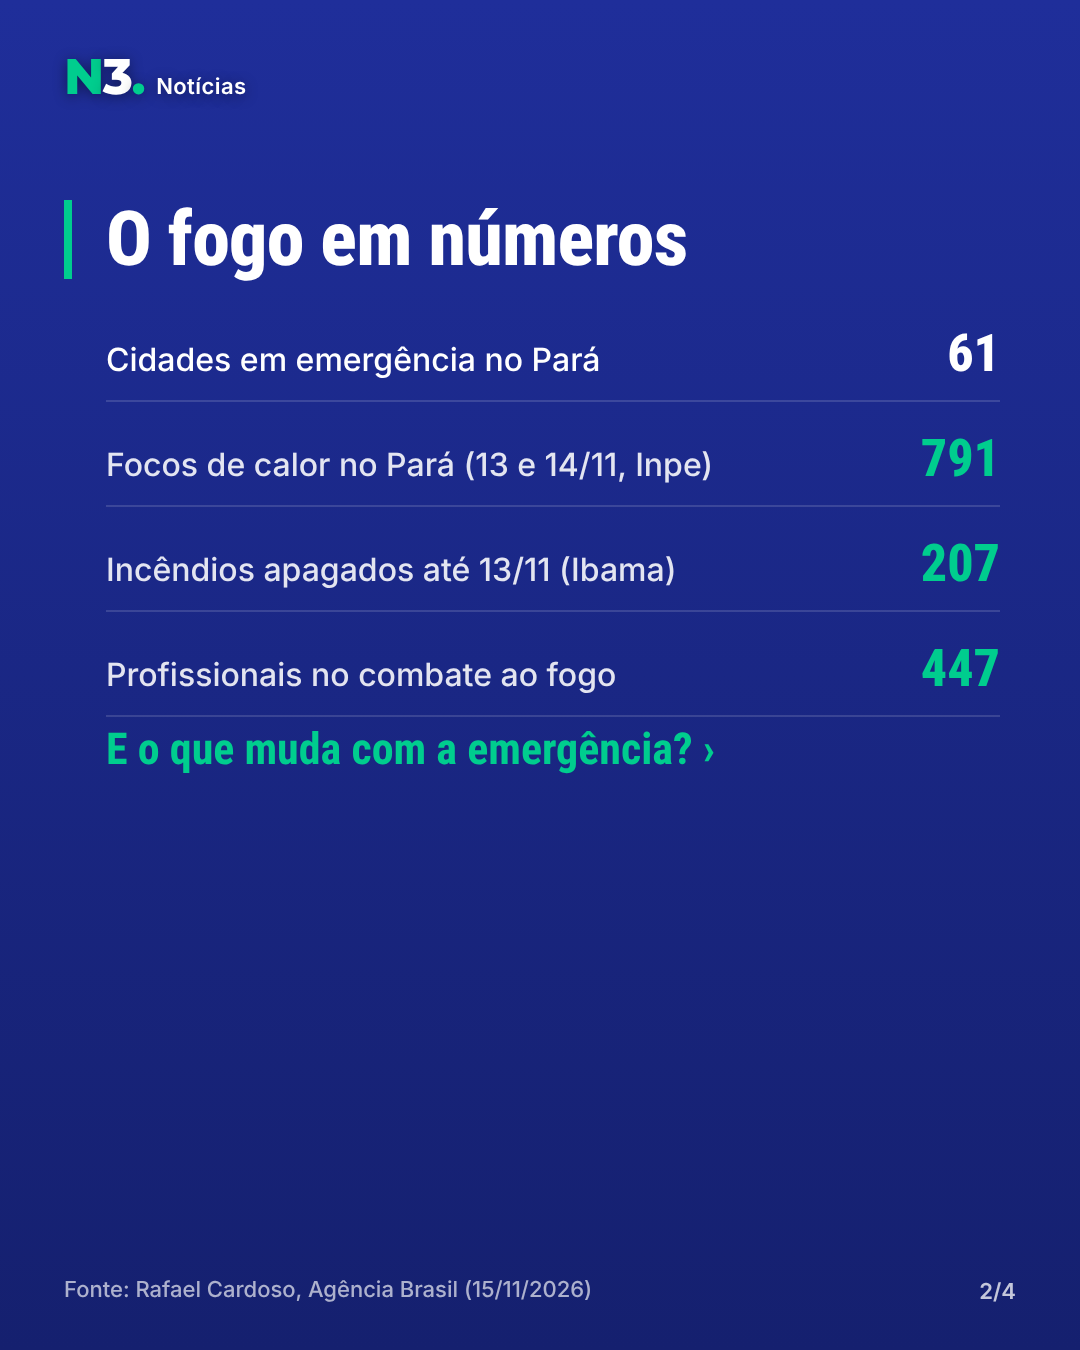 N3. Notícias
O fogo em números
Cidades em emergência no Pará 61
Focos de calor no Pará (13 e 14/11, Inpe) 791
Incêndios apagados até 13/11 (Ibama) 207
Profissionais no combate ao fogo 447
E o que muda com a emergência? ›
Fonte: Rafael Cardoso, Agência Brasil (15/11/2026) 2/4